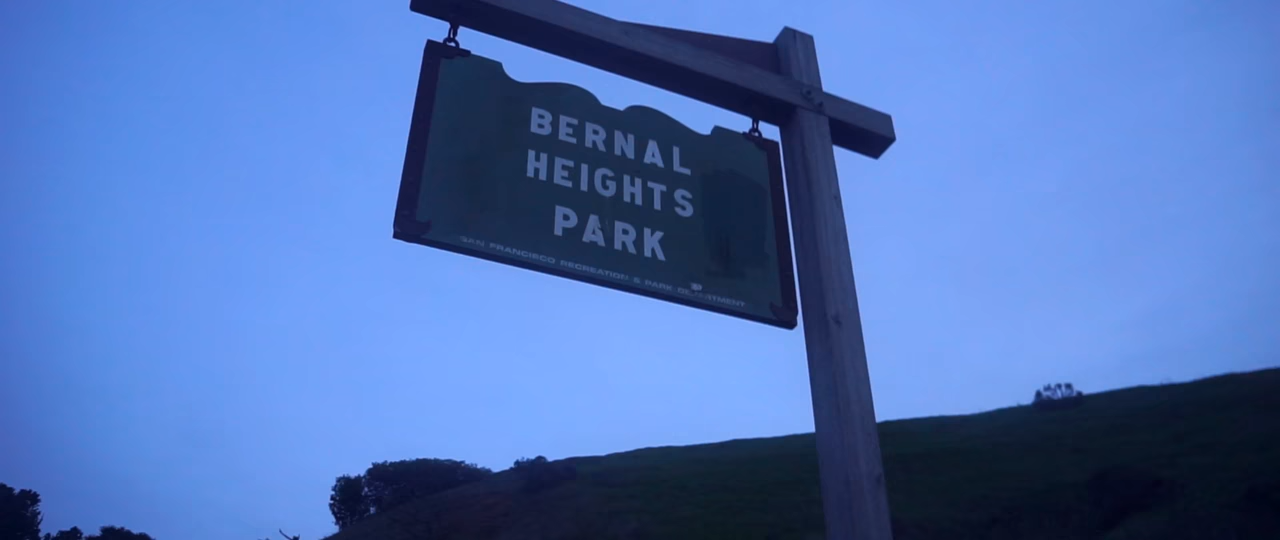 BERNAL
HEIGHTS
PARK
SAN FRANCISCO RECREATION & PARK DEPARTMENT